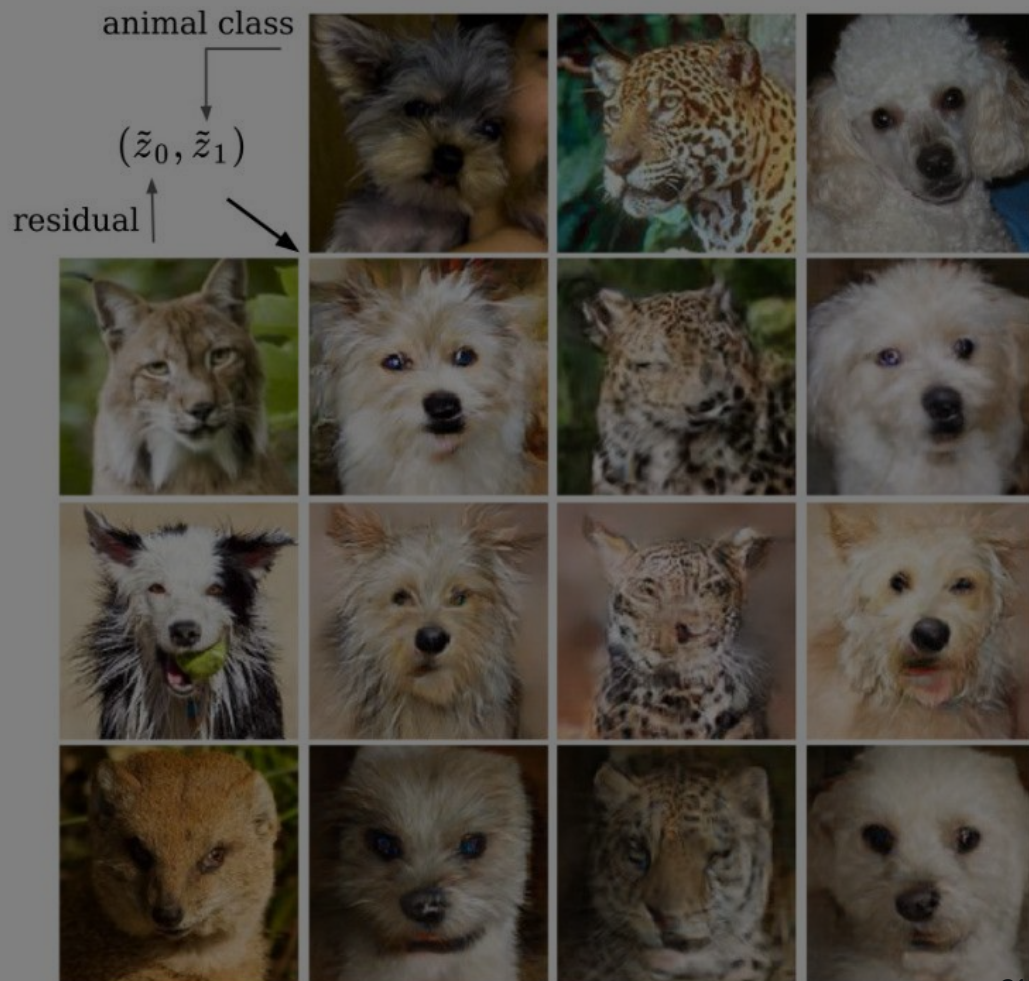 animal class
(z̃₀, z̃₁)
residual